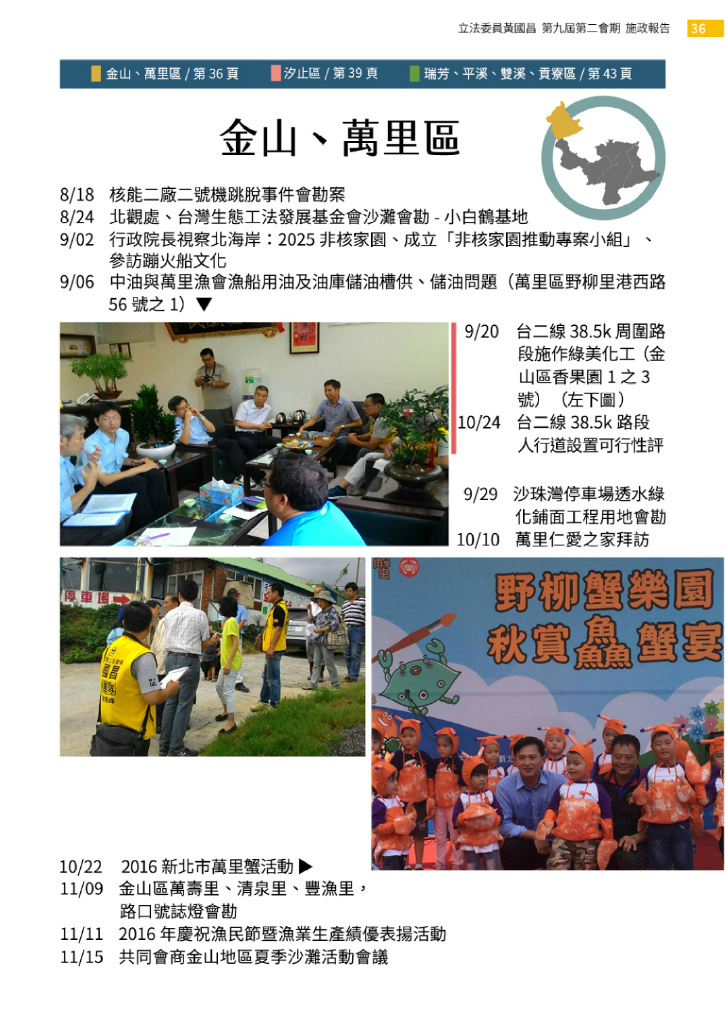 立法委員黃國昌 第九屆第二會期 施政報告 36
金山、萬里區 / 第 36 頁 汐止區 / 第 39 頁 瑞芳、平溪、雙溪、貢寮區 / 第 43 頁
金山、萬里區
8/18 核能二廠二號機跳脫事件會勘案
8/24 北觀處、台灣生態工法發展基金會沙灘會勘 - 小白鶴基地
9/02 行政院長視察北海岸：2025 非核家園、成立「非核家園推動專案小組」、
參訪蹦火船文化
9/06 中油與萬里漁會漁船用油及油庫儲油槽供、儲油問題（萬里區野柳里港西路
56 號之 1）▼
9/20 台二線 38.5k 周圍路
段施作綠美化工（金
山區香果園 1 之 3
號）（左下圖）
10/24 台二線 38.5k 路段
人行道設置可行性評
9/29 沙珠灣停車場透水綠
化鋪面工程用地會勘
10/10 萬里仁愛之家拜訪
停車場
國昌
野柳蟹樂園
秋賞鱻蟹宴
10/22 2016 新北市萬里蟹活動 ▶
11/09 金山區萬壽里、清泉里、豐漁里，
路口號誌燈會勘
11/11 2016 年慶祝漁民節暨漁業生產績優表揚活動
11/15 共同會商金山地區夏季沙灘活動會議